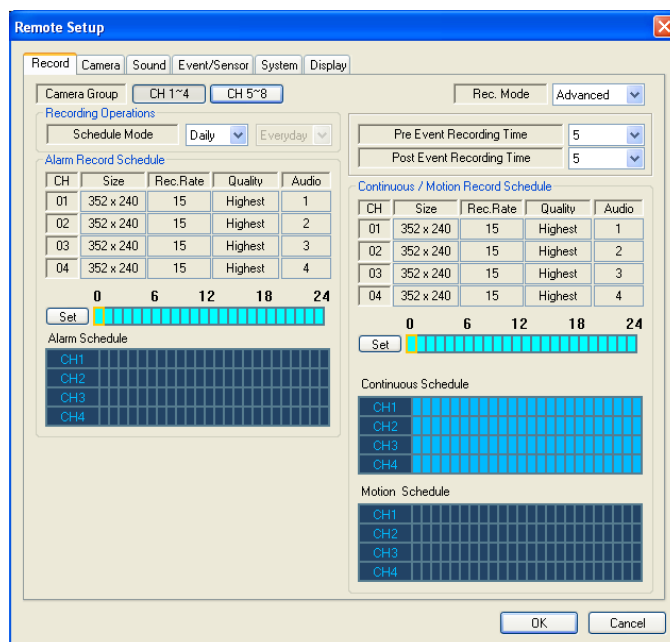 Remote Setup
Record Camera Sound Event/Sensor System Display
Camera Group CH 1~4 CH 5~8 Rec. Mode Advanced
Recording Operations
Schedule Mode Daily Everyday
Pre Event Recording Time 5
Post Event Recording Time 5
Alarm Record Schedule
CH Size Rec.Rate Quality Audio
01 352 x 240 15 Highest 1
02 352 x 240 15 Highest 2
03 352 x 240 15 Highest 3
04 352 x 240 15 Highest 4
0 6 12 18 24
Set
Alarm Schedule
CH1
CH2
CH3
CH4
Continuous / Motion Record Schedule
CH Size Rec.Rate Quality Audio
01 352 x 240 15 Highest 1
02 352 x 240 15 Highest 2
03 352 x 240 15 Highest 3
04 352 x 240 15 Highest 4
0 6 12 18 24
Set
Continuous Schedule
CH1
CH2
CH3
CH4
Motion Schedule
CH1
CH2
CH3
CH4
OK Cancel